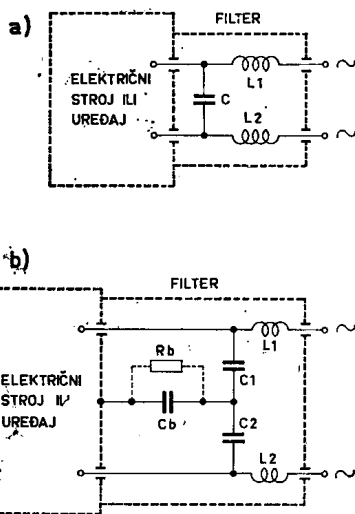 a)
FILTER
ELEKTRIČNI
STROJ ILI
UREĐAJ
L1
C
L2
b)
FILTER
L1
Rb
C1
ELEKTRIČNI
STROJ ILI
UREĐAJ
Cb
C2
L2